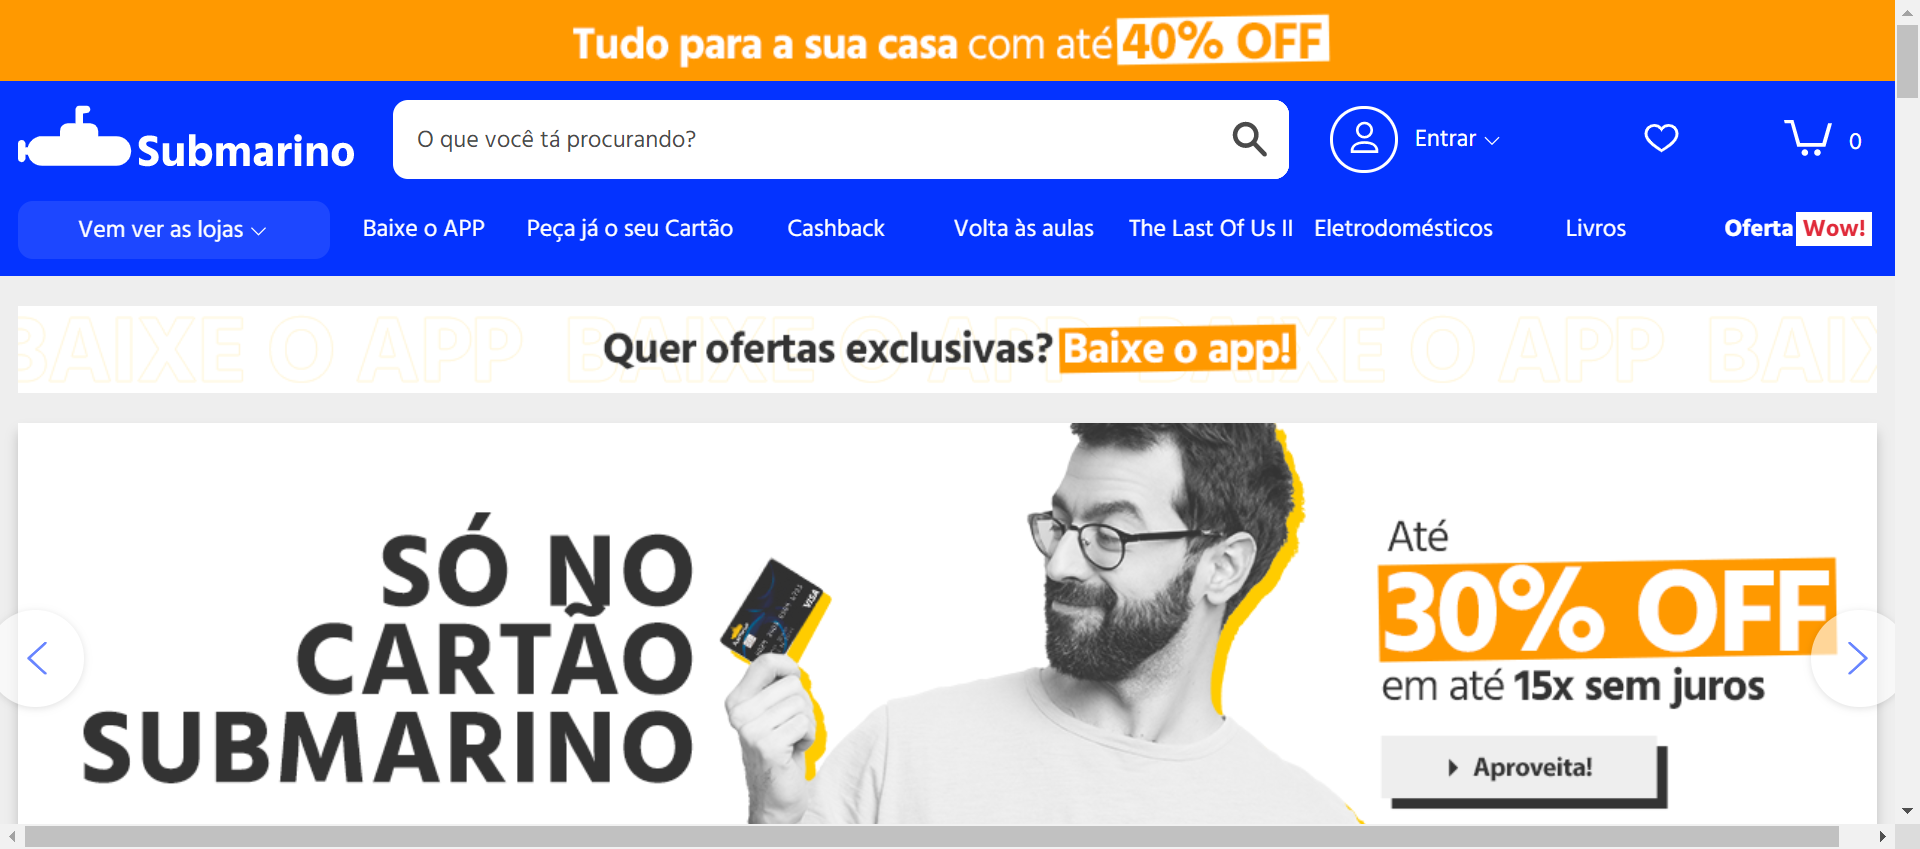 Tudo para a sua casa com até 40% OFF
Submarino
O que você tá procurando?
Entrar
0
Vem ver as lojas
Baixe o APP
Peça já o seu Cartão
Cashback
Volta às aulas
The Last Of Us II
Eletrodomésticos
Livros
Oferta Wow!
BAIXE O APP BAIXE O APP BAIXE O APP BAIX
Quer ofertas exclusivas? Baixe o app!
SÓ NO
CARTÃO
SUBMARINO
VISA
Até
30% OFF
em até 15x sem juros
Aproveita!